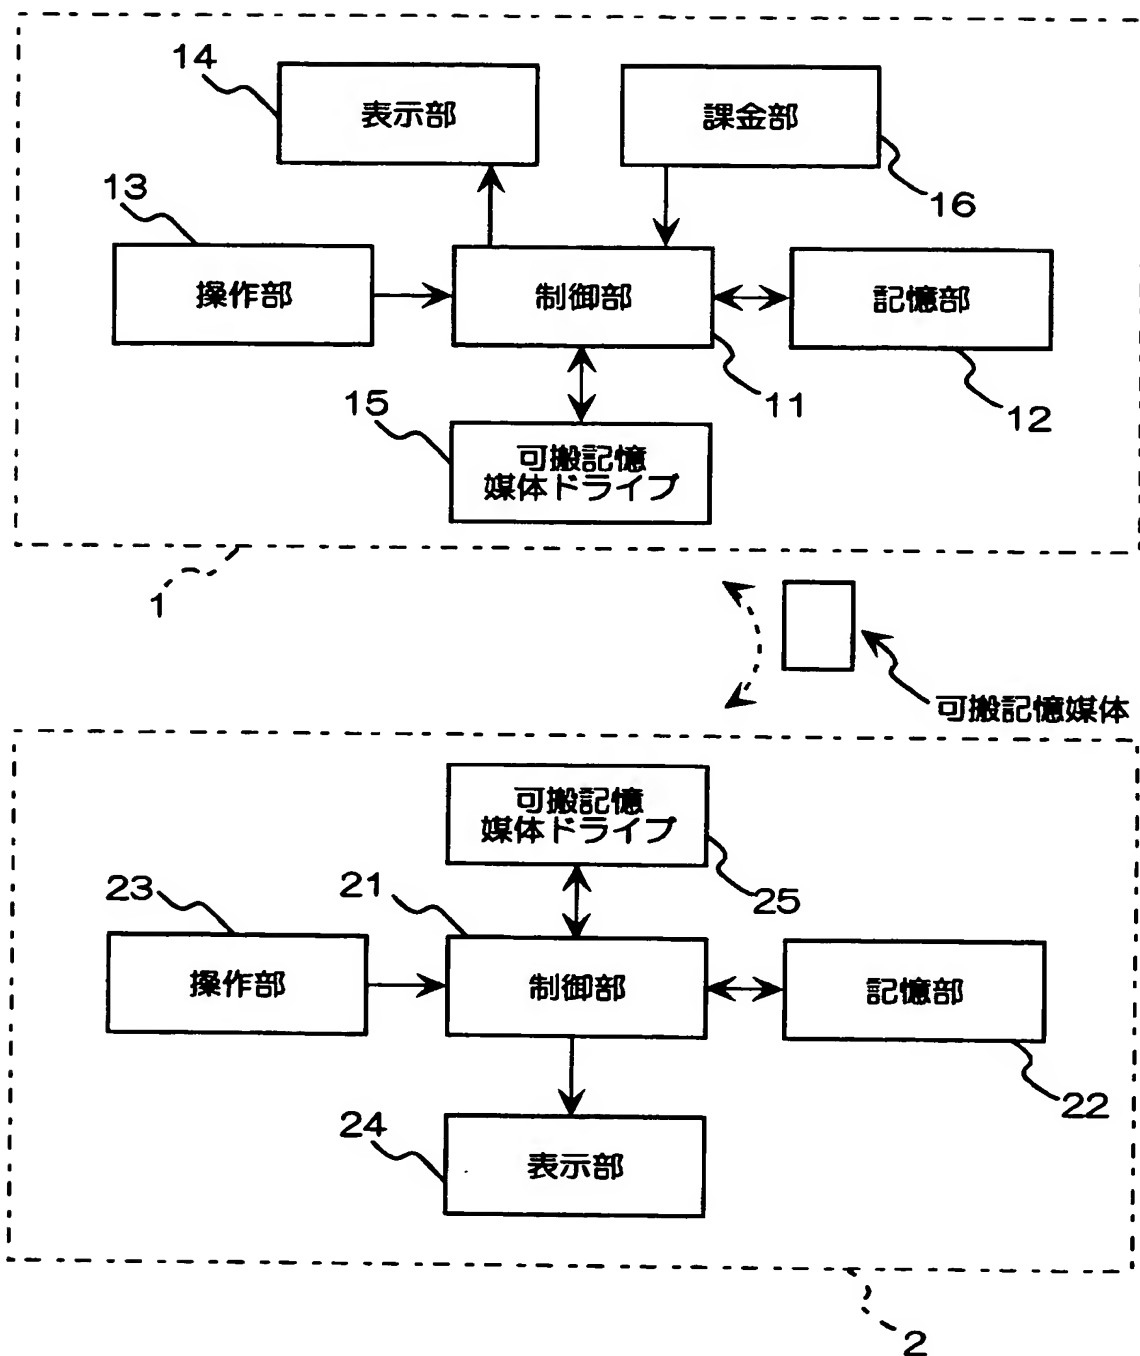 14
表示部
課金部
16
13
操作部
制御部
記憶部
11
12
15
可搬記憶
媒体ドライブ
1
可搬記憶媒体
可搬記憶
媒体ドライブ
25
23
21
操作部
制御部
記憶部
22
24
表示部
2